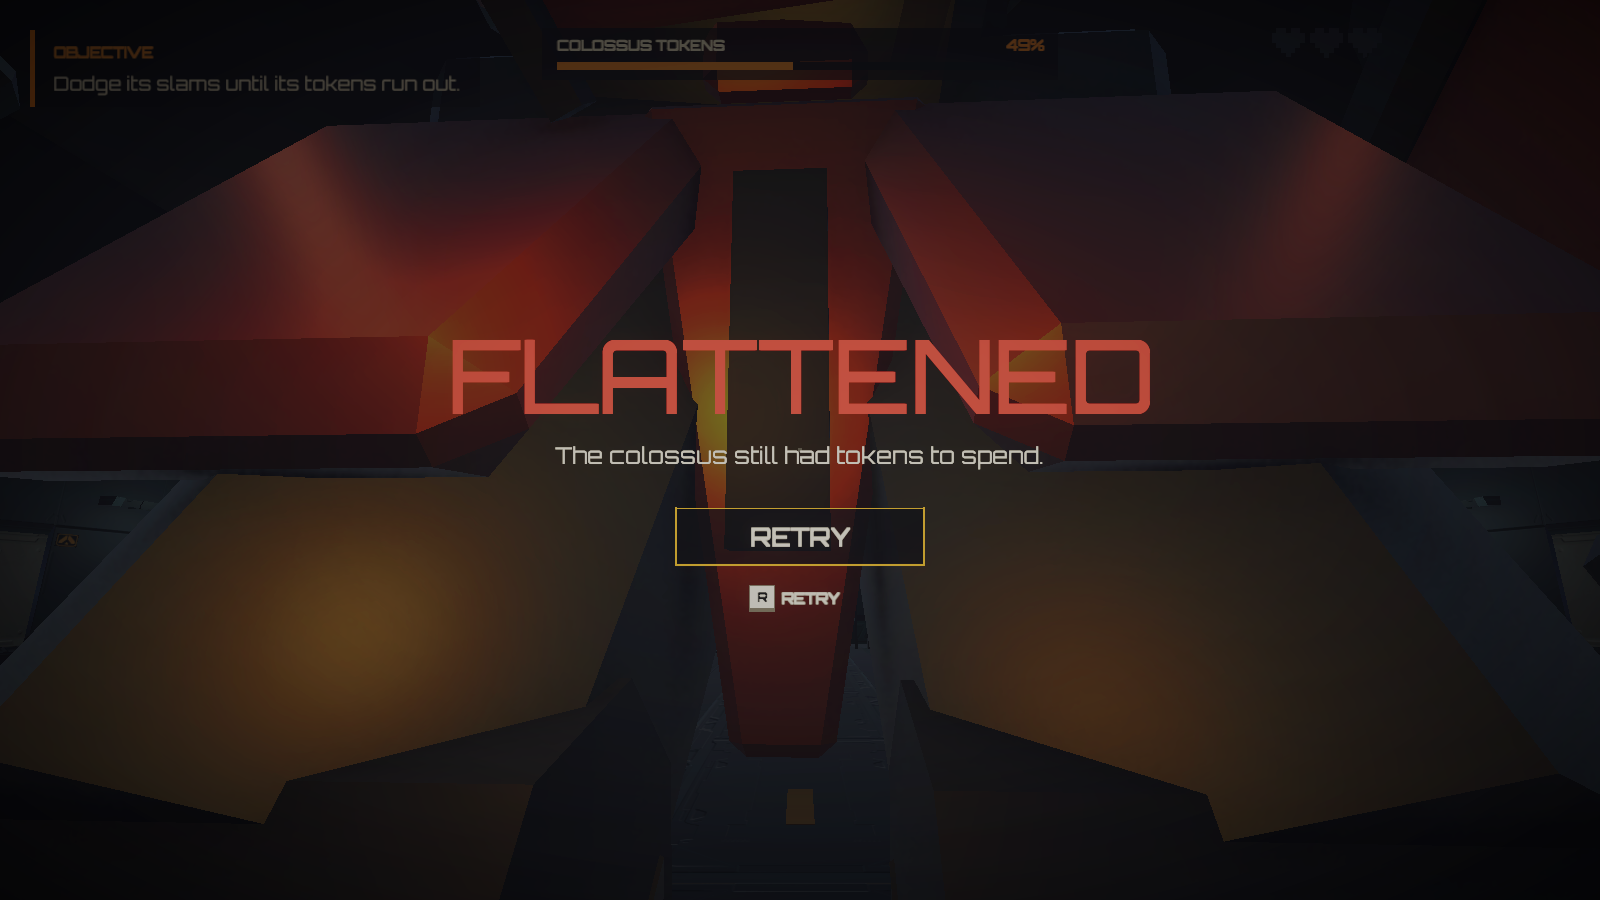 OBJECTIVE
Dodge its slams until its tokens run out.
COLOSSUS TOKENS
49%
FLATTENED
The colossus still had tokens to spend.
RETRY
R RETRY